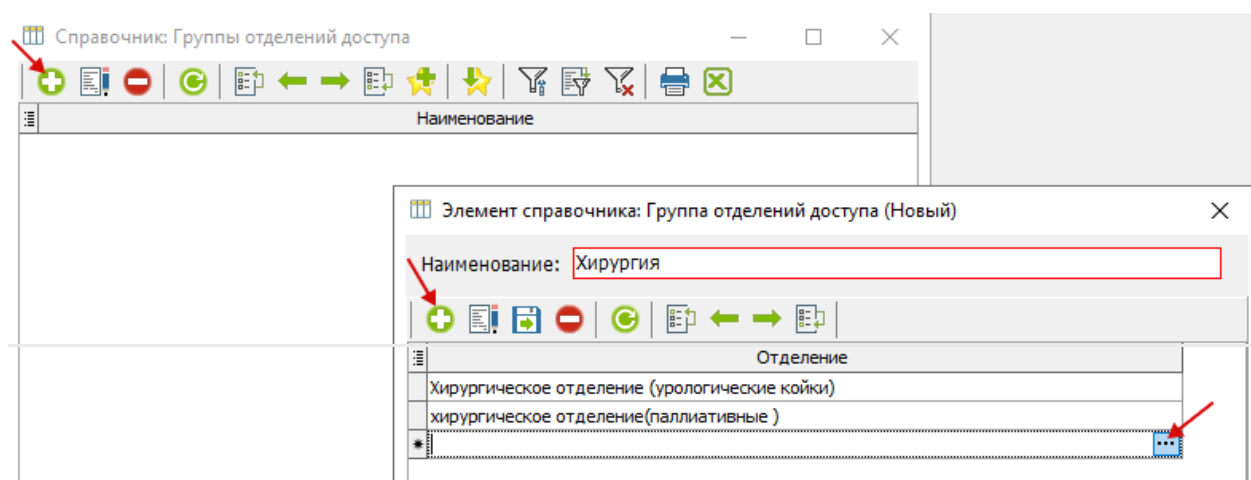 Справочник: Группы отделений доступа
Наименование
Элемент справочника: Группа отделений доступа (Новый)
Наименование: Хирургия
Отделение
Хирургическое отделение (урологические койки)
хирургическое отделение(паллиативные )